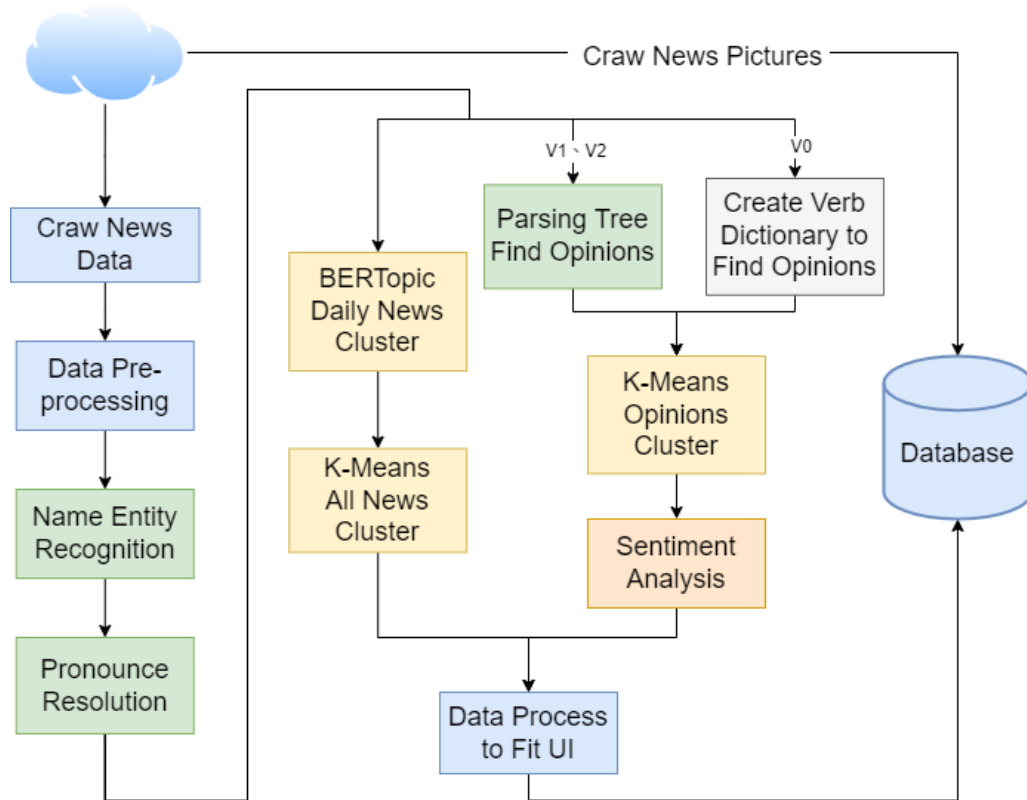 Craw News Pictures
V1、V2
V0
Craw News
Data
Parsing Tree
Find Opinions
Create Verb
Dictionary to
Find Opinions
BERTopic
Daily News
Cluster
Data Pre-
processing
K-Means
Opinions
Cluster
Database
K-Means
All News
Cluster
Name Entity
Recognition
Sentiment
Analysis
Pronounce
Resolution
Data Process
to Fit UI